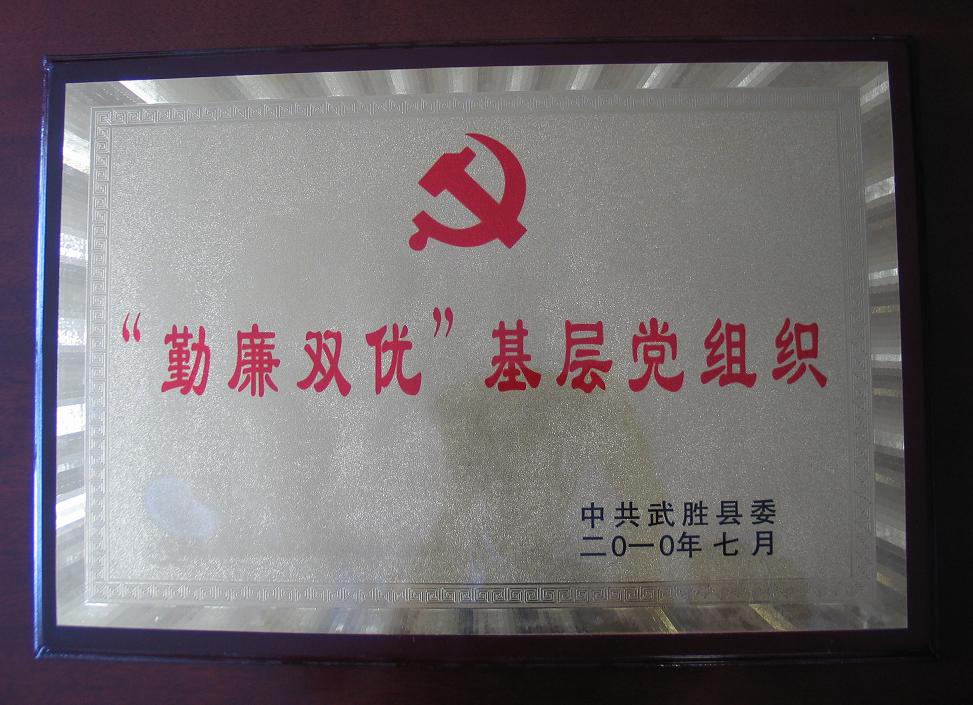 “勤廉双优”基层党组织
中共武胜县委
二0一0年七月